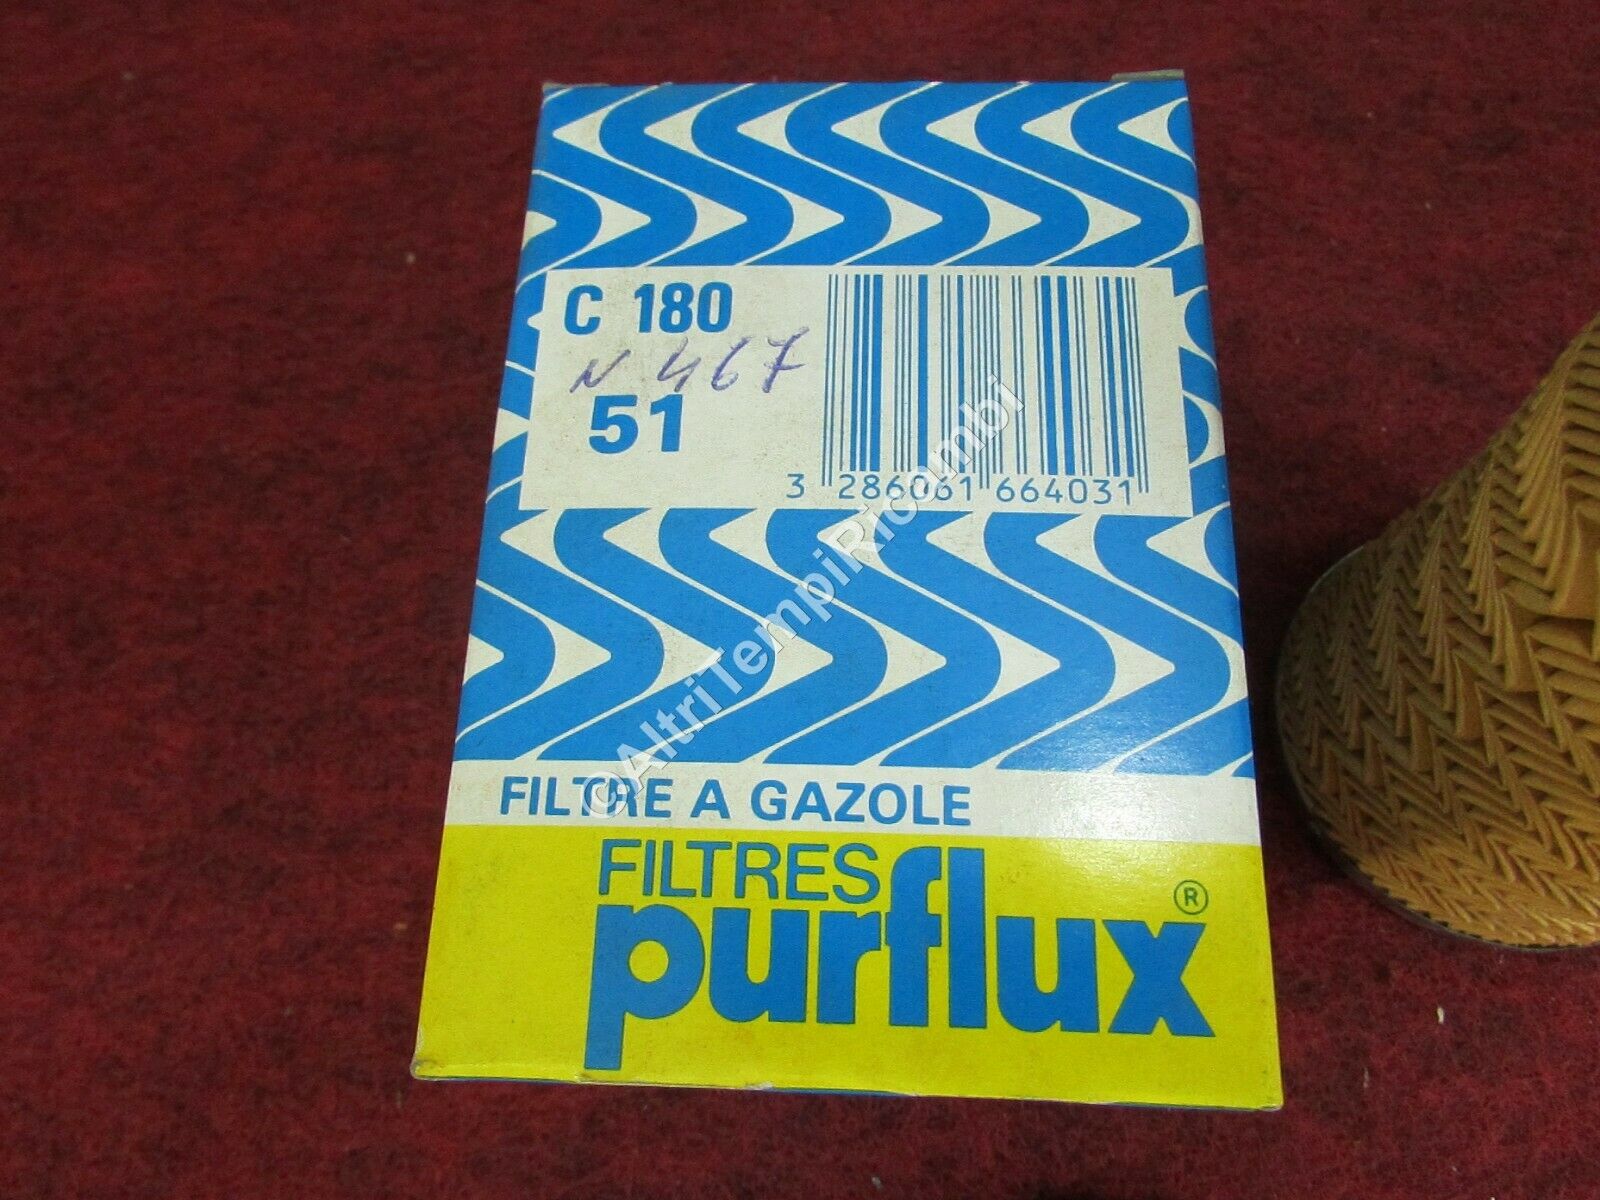 C 180
N 467
51
3 286061 664031
©AltriTempiRicambi
FILTRE A GAZOLE
FILTRES
purflux®